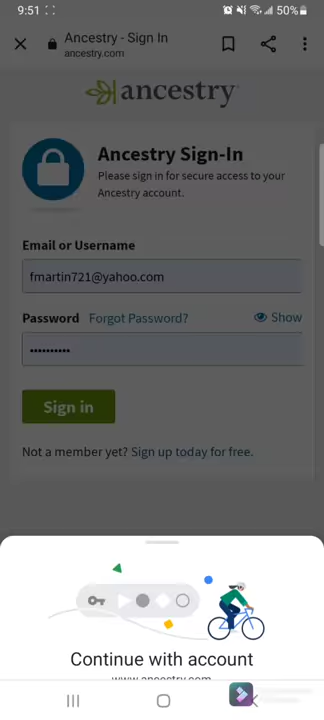 9:51
50%
Ancestry - Sign In
ancestry.com
ancestry
Ancestry Sign-In
Please sign in for secure access to your
Ancestry account.
Email or Username
fmartin721@yahoo.com
Password Forgot Password? Show
••••••••••
Sign in
Not a member yet? Sign up today for free.
Continue with account
www.ancestry.com